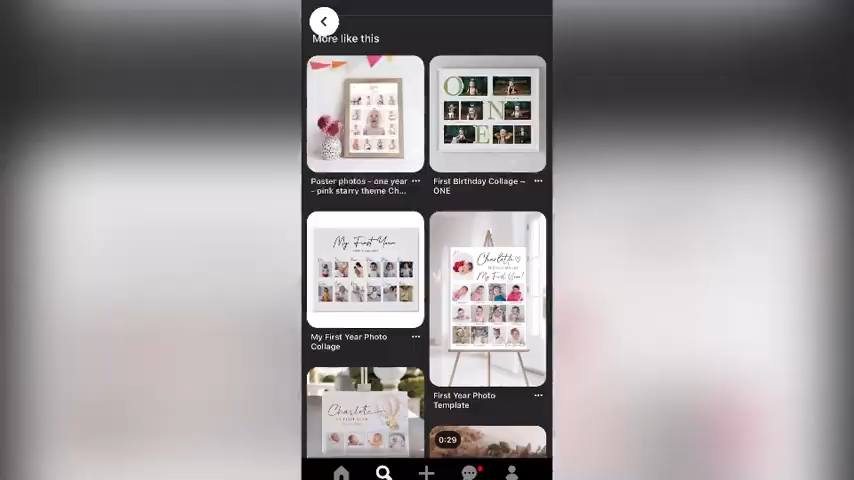 More like this
Poster photos - one year
- pink starry theme Ch...
First Birthday Collage –
ONE
O
N
E
My First Year
My First Year Photo
Collage
Charlotte
My First Year!
First Year Photo
Template
Charlotte
0:29